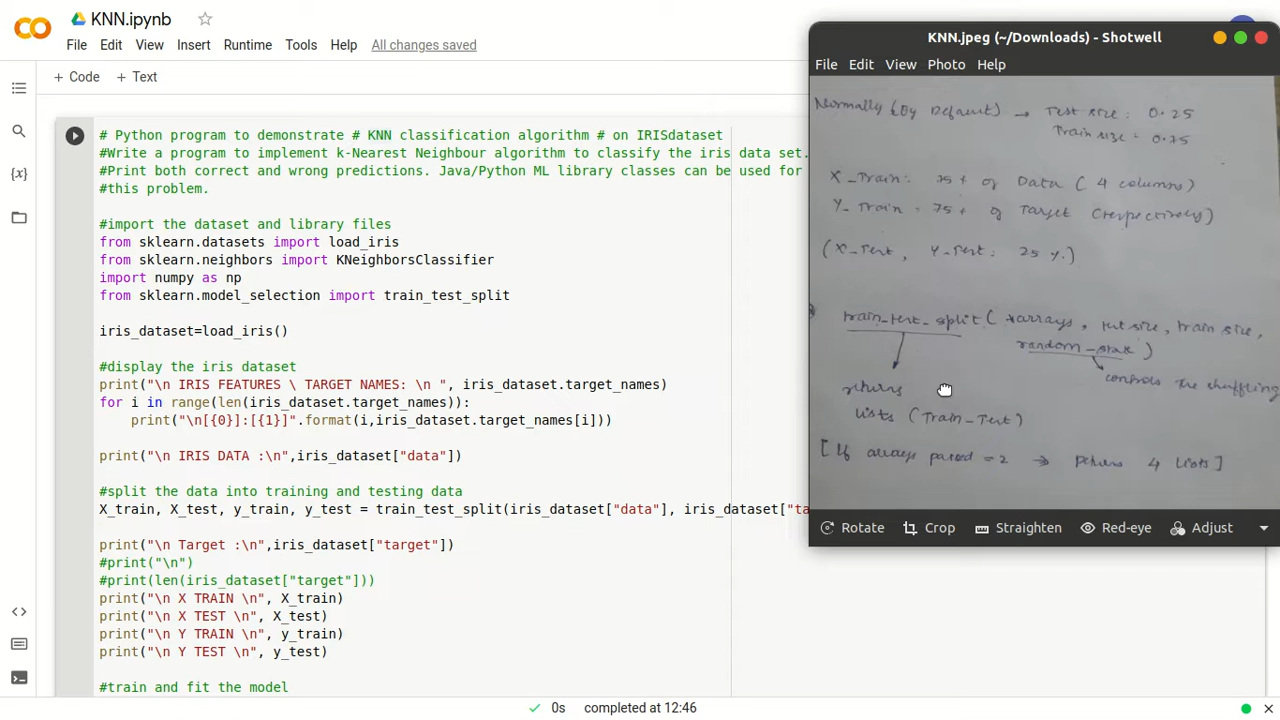 KNN.ipynb
File Edit View Insert Runtime Tools Help All changes saved
+ Code + Text
# Python program to demonstrate # KNN classification algorithm # on IRISdataset
#Write a program to implement k-Nearest Neighbour algorithm to classify the iris data set.
#Print both correct and wrong predictions. Java/Python ML library classes can be used for
#this problem.
#import the dataset and library files
from sklearn.datasets import load_iris
from sklearn.neighbors import KNeighborsClassifier
import numpy as np
from sklearn.model_selection import train_test_split
iris_dataset=load_iris()
#display the iris dataset
print("\n IRIS FEATURES \ TARGET NAMES: \n ", iris_dataset.target_names)
for i in range(len(iris_dataset.target_names)):
print("\n[{0}]:[{1}]".format(i,iris_dataset.target_names[i]))
print("\n IRIS DATA :\n",iris_dataset["data"])
#split the data into training and testing data
X_train, X_test, y_train, y_test = train_test_split(iris_dataset["data"], iris_dataset["ta
print("\n Target :\n",iris_dataset["target"])
#print("\n")
#print(len(iris_dataset["target"]))
print("\n X TRAIN \n", X_train)
print("\n X TEST \n", X_test)
print("\n Y TRAIN \n", y_train)
print("\n Y TEST \n", y_test)
#train and fit the model
0s completed at 12:46
KNN.jpeg (~/Downloads) - Shotwell
File Edit View Photo Help
Normally (By Default) → Test size: 0.25
Train size = 0.75
X_Train: 75% of Data (4 columns)
Y_Train = 75% of Target (respectively)
(X_Test, Y_Test: 25%.)
train_test_split(*arrays, test size, train size,
random_state)
controls the shuffling
returns
Lists (Train_Test)
[If arrays passed = 2 → Returns 4 Lists]
Rotate Crop Straighten Red-eye Adjust